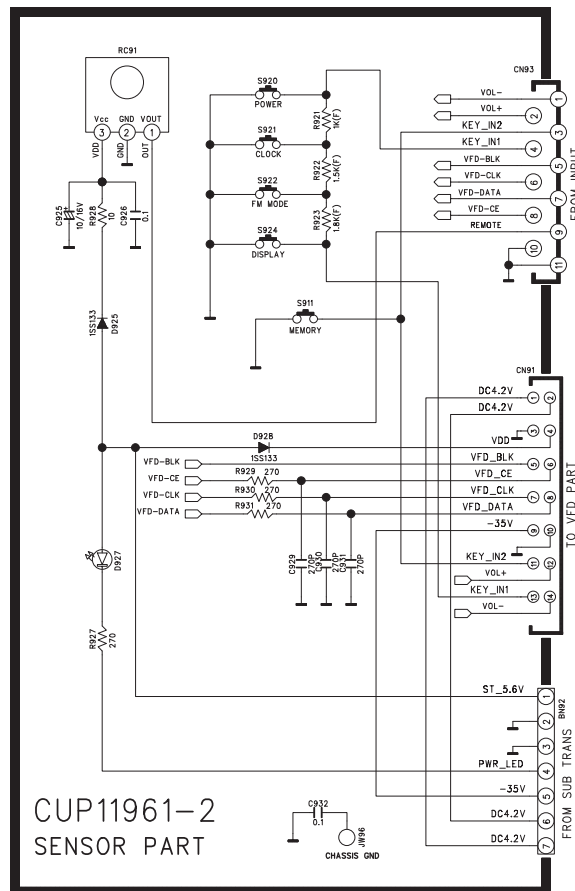 RC91
Vcc GND VOUT
3 2 1
VDD
GND
OUT
C925
10/16V
R928
10
C926
0.1
1SS133
D925
S920
POWER
S921
CLOCK
S922
FM MODE
S924
DISPLAY
R921
1K(F)
R922
1.5K(F)
R923
1.8K(F)
S911
MEMORY
CN93
VOL- 1
VOL+ 2
KEY_IN2 3
KEY_IN1 4
VFD-BLK 5
VFD-CLK 6
VFD-DATA 7
VFD-CE 8
REMOTE 9
10
11
FROM INPUT
CN91
DC4.2V 1 2
DC4.2V
3 4
VDD
VFD_BLK 5 6
VFD_CE
VFD_CLK 7 8
VFD_DATA
-35V 9 10
KEY_IN2 11 12
VOL+
KEY_IN1 13 14
VOL-
TO VFD PART
D928
1SS133
VFD-BLK
VFD-CE
R929 270
VFD-CLK
R930 270
VFD-DATA
R931 270
C929
270P
C930
270P
C931
270P
D927
R927
270
BN92
ST_5.6V 1
2
3
PWR_LED 4
-35V 5
DC4.2V 6
DC4.2V 7
FROM SUB TRANS
C932
0.1
JW96
CHASSIS GND
CUP11961-2
SENSOR PART